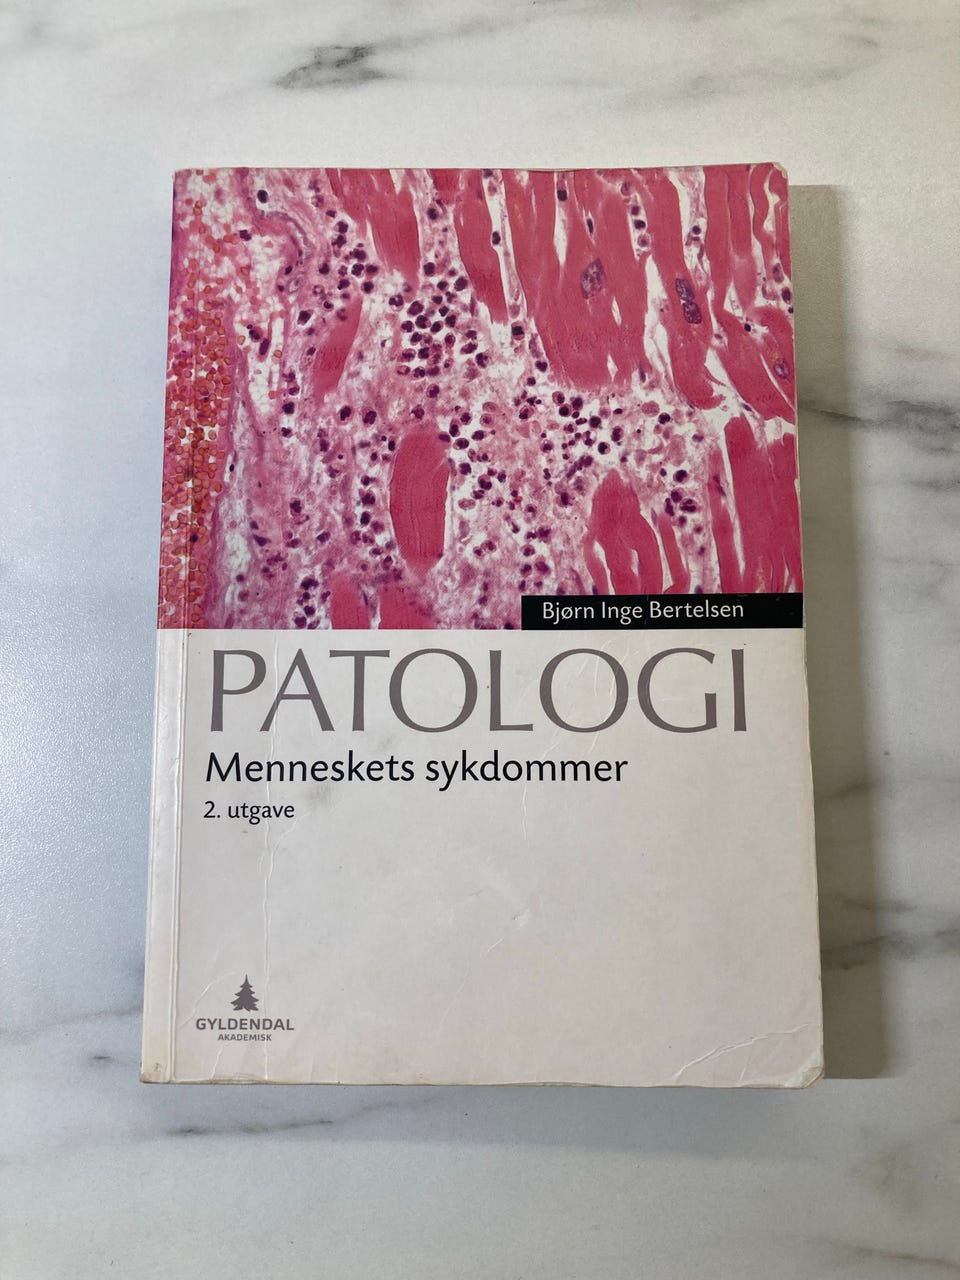 Bjørn Inge Bertelsen
PATOLOGI
Menneskets sykdommer
2. utgave
GYLDENDAL
AKADEMISK